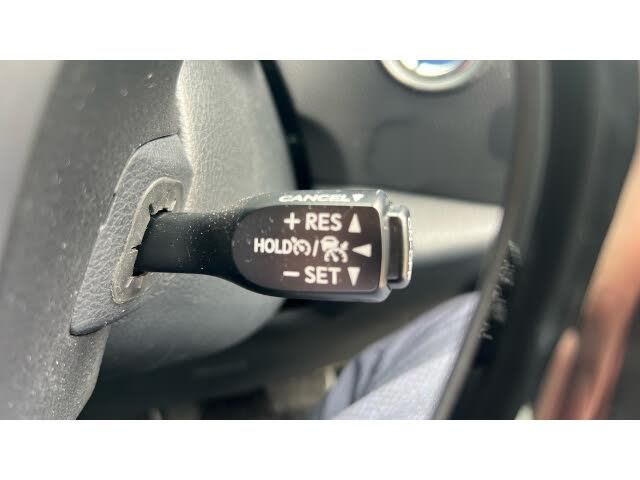 CANCEL▼
+ RES ▲
HOLD / ◀
− SET ▼